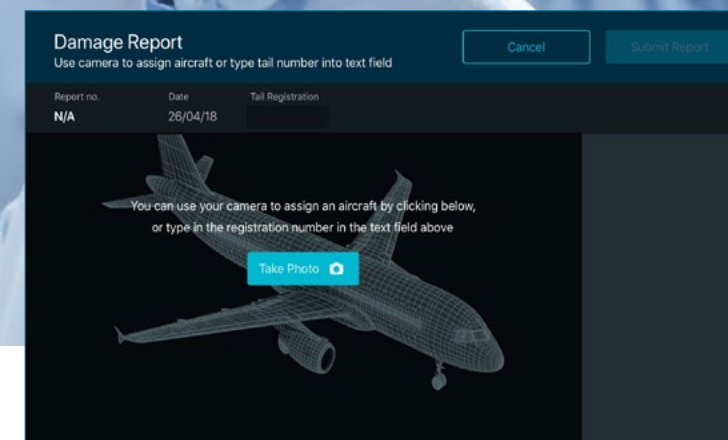 Damage Report
Use camera to assign aircraft or type tail number into text field
Cancel
Submit Report
Report no.
Date
Tail Registration
N/A
26/04/18
You can use your camera to assign an aircraft by clicking below,
or type in the registration number in the text field above
Take Photo